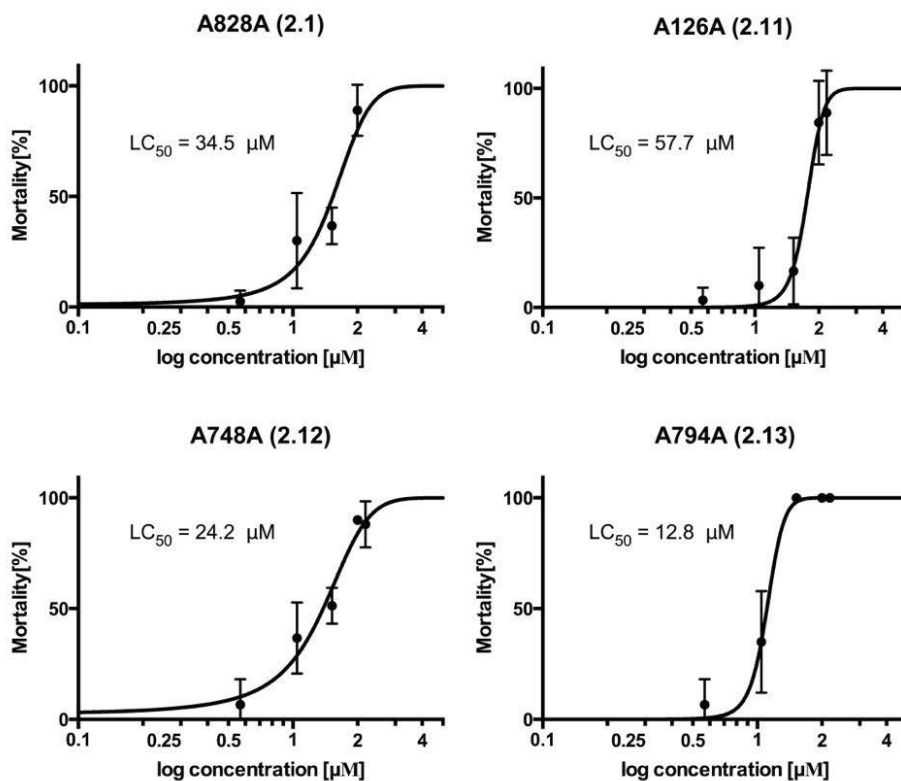 A828A (2.1)
100
50
0
Mortality[%]
LC50 = 34.5 μM
0.1 0.25 0.5 1 2 4
log concentration [μM]
A126A (2.11)
100
50
0
Mortality[%]
LC50 = 57.7 μM
0.1 0.25 0.5 1 2 4
log concentration [μM]
A748A (2.12)
100
50
0
Mortality[%]
LC50 = 24.2 μM
0.1 0.25 0.5 1 2 4
log concentration [μM]
A794A (2.13)
100
50
0
Mortality[%]
LC50 = 12.8 μM
0.1 0.25 0.5 1 2 4
log concentration [μM]